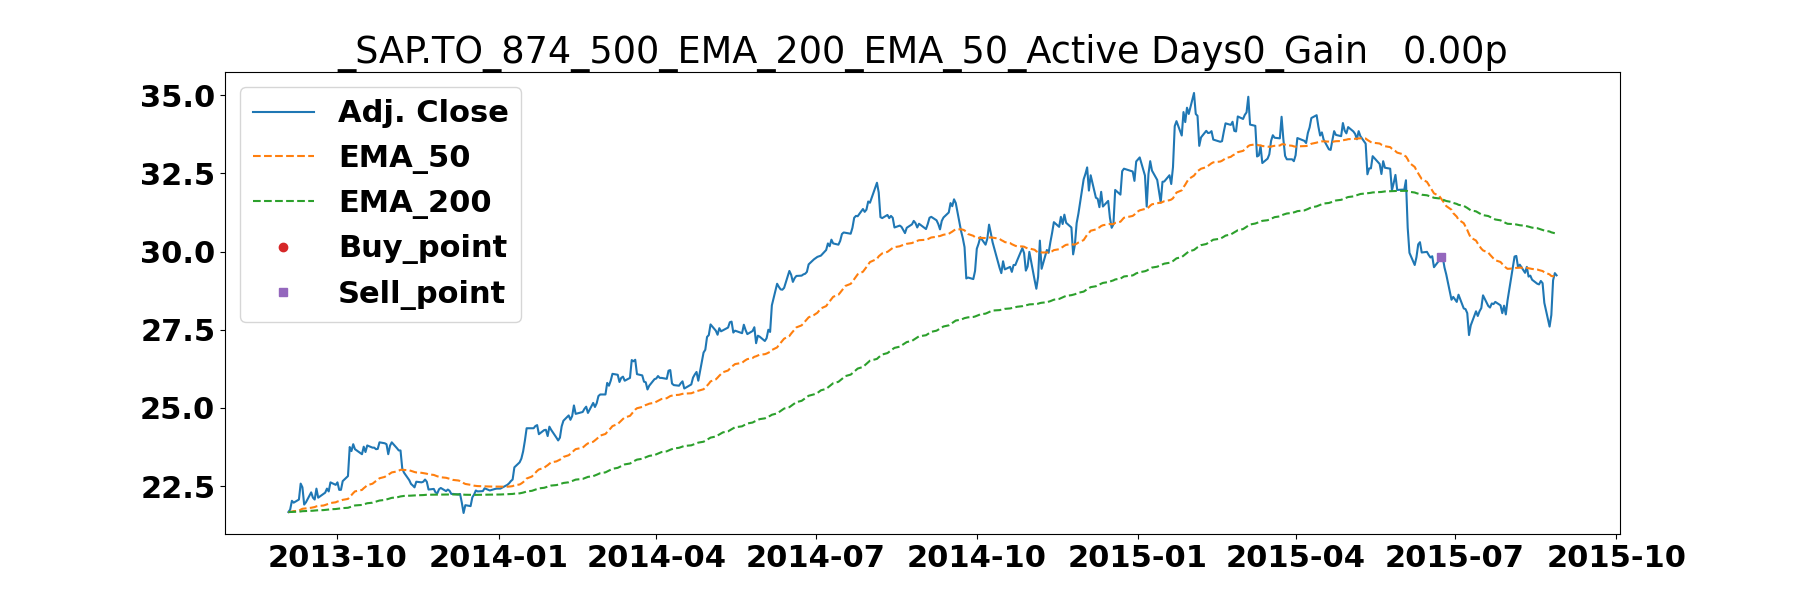 _SAP.TO_874_500_EMA_200_EMA_50_Active Days0_Gain   0.00p
35.0
32.5
30.0
27.5
25.0
22.5
Adj. Close
EMA_50
EMA_200
Buy_point
Sell_point
2013-10 2014-01 2014-04 2014-07 2014-10 2015-01 2015-04 2015-07 2015-10